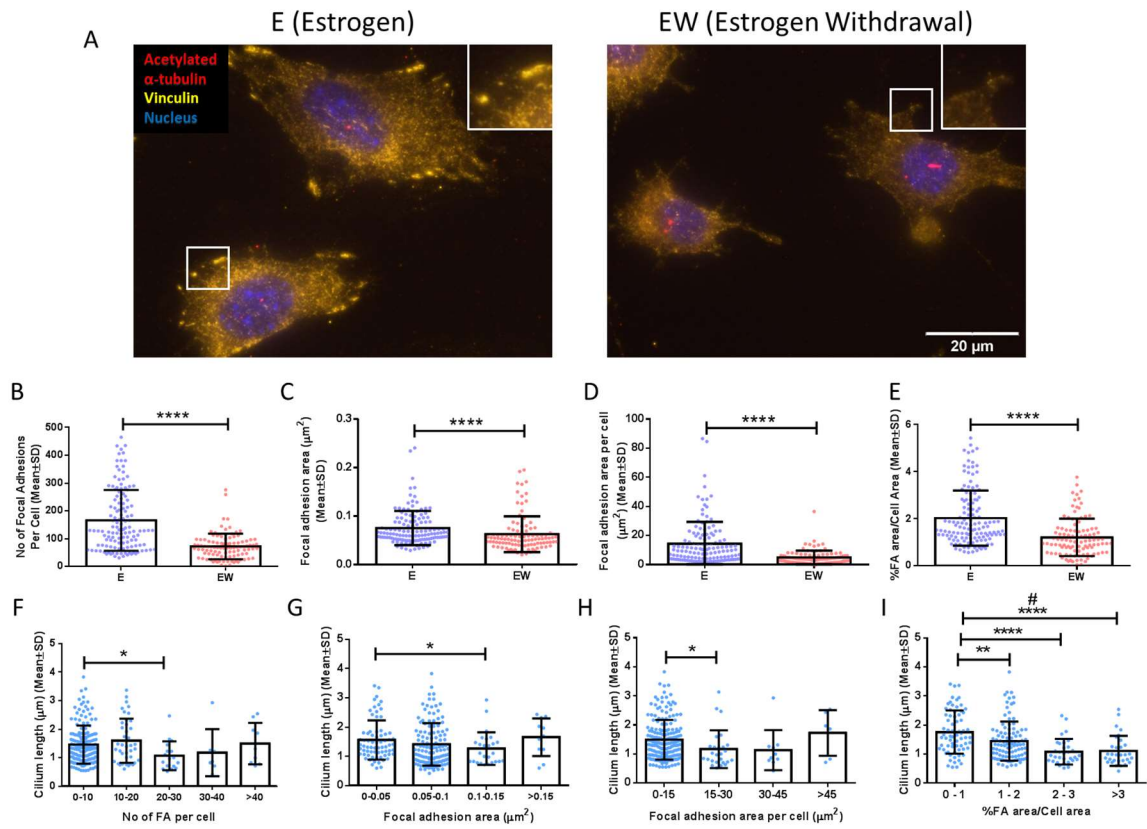 E (Estrogen)
EW (Estrogen Withdrawal)
A
Acetylated
α-tubulin
Vinculin
Nucleus
20 µm
B
No of Focal Adhesions
Per Cell (Mean±SD)
500
400
300
200
100
0
****
E
EW
C
Focal adhesion area (µm²)
(Mean±SD)
0.3
0.2
0.1
0.0
****
E
EW
D
Focal adhesion area per cell
(µm²) (Mean±SD)
100
80
60
40
20
0
****
E
EW
E
%FA area/Cell Area (Mean±SD)
6
4
2
0
****
E
EW
F
Cilium length (µm) (Mean±SD)
5
4
3
2
1
0
*
0-10
10-20
20-30
30-40
>40
No of FA per cell
G
Cilium length (µm) (Mean±SD)
5
4
3
2
1
0
*
0-0.05
0.05-0.1
0.1-0.15
>0.15
Focal adhesion area (µm²)
H
Cilium length (µm) (Mean±SD)
5
4
3
2
1
0
*
0-15
15-30
30-45
>45
Focal adhesion area per cell (µm²)
I
Cilium length (µm) (Mean±SD)
5
4
3
2
1
0
#
****
****
**
0 - 1
1 - 2
2 - 3
>3
%FA area/Cell area